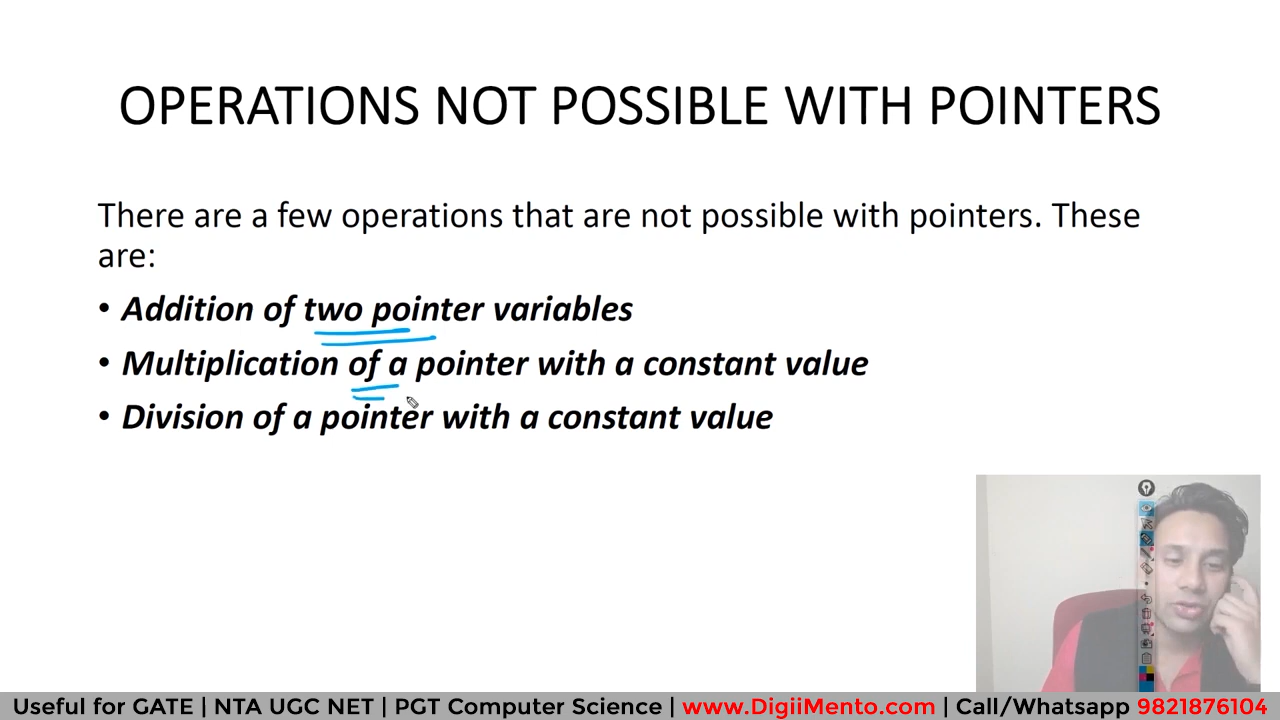 OPERATIONS NOT POSSIBLE WITH POINTERS
There are a few operations that are not possible with pointers. These
are:
• Addition of two pointer variables
• Multiplication of a pointer with a constant value
• Division of a pointer with a constant value
Useful for GATE | NTA UGC NET | PGT Computer Science | www.DigiiMento.com | Call/Whatsapp 9821876104